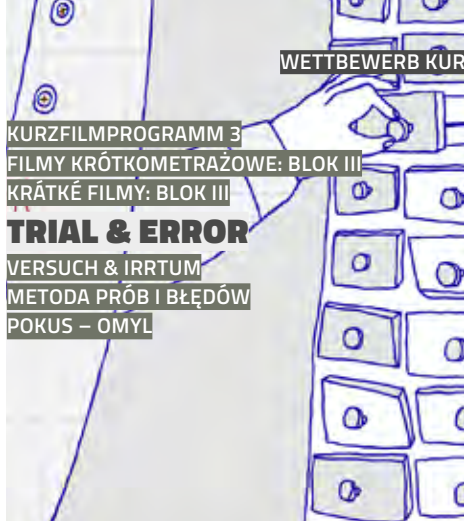 WETTBEWERB KUR
KURZFILMPROGRAMM 3
FILMY KRÓTKOMETRAŻOWE: BLOK III
KRÁTKÉ FILMY: BLOK III
TRIAL & ERROR
VERSUCH & IRRTUM
METODA PRÓB I BŁĘDÓW
POKUS – OMYL